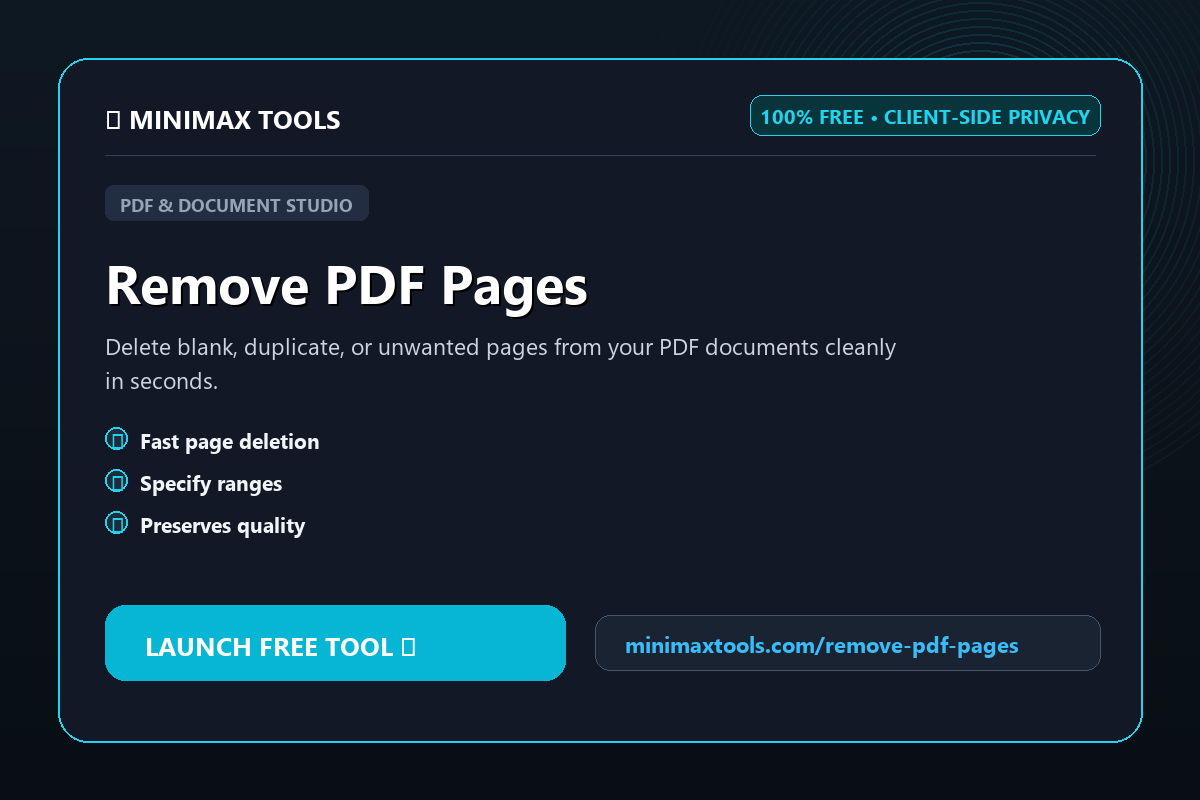 MINIMAX TOOLS
100% FREE • CLIENT-SIDE PRIVACY
PDF & DOCUMENT STUDIO
Remove PDF Pages
Delete blank, duplicate, or unwanted pages from your PDF documents cleanly
in seconds.
Fast page deletion
Specify ranges
Preserves quality
LAUNCH FREE TOOL
minimaxtools.com/remove-pdf-pages